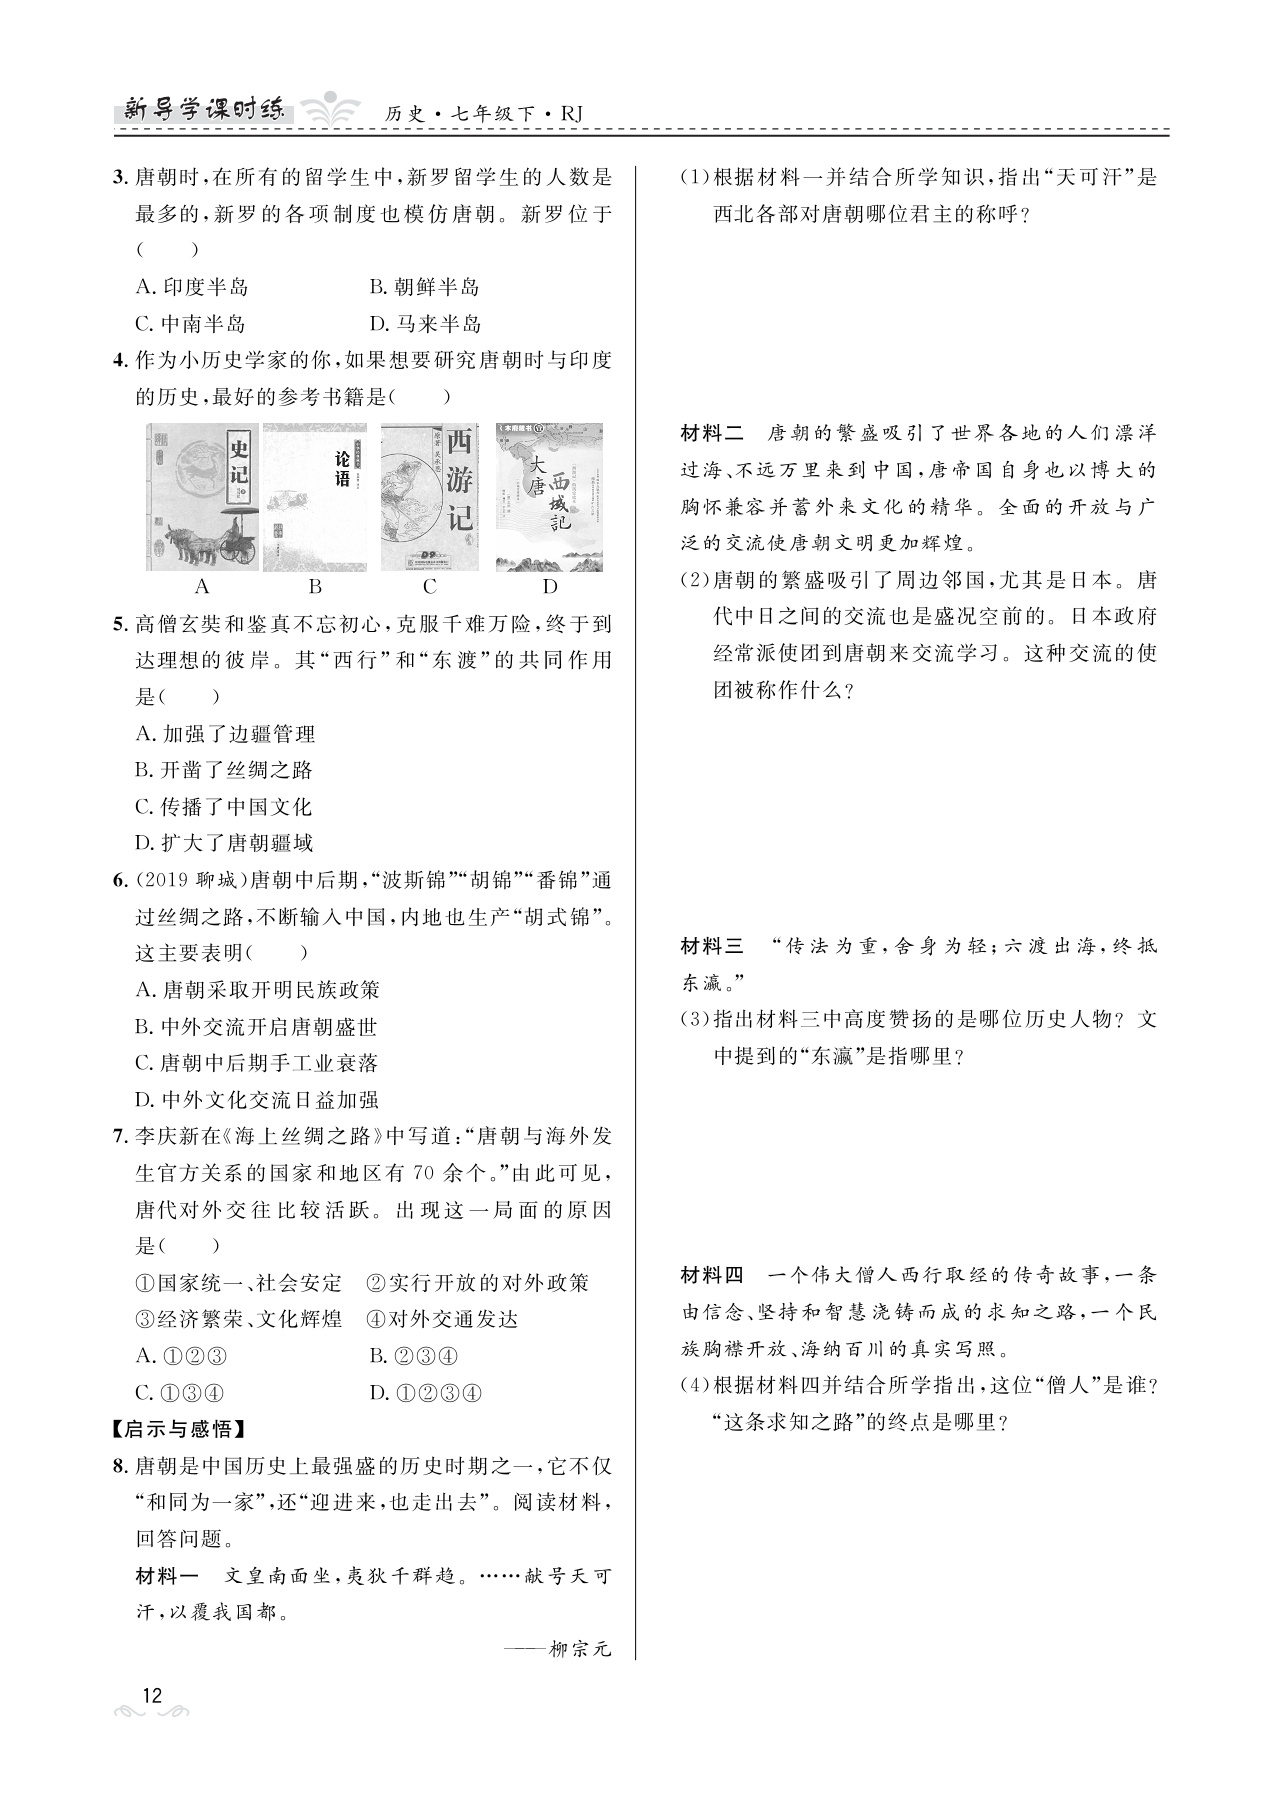 新导学课时练 历史·七年级下·RJ
3. 唐朝时,在所有的留学生中,新罗留学生的人数是
最多的,新罗的各项制度也模仿唐朝。新罗位于
(　　)
A. 印度半岛　　B. 朝鲜半岛
C. 中南半岛　　D. 马来半岛
4. 作为小历史学家的你,如果想要研究唐朝时与印度
的历史,最好的参考书籍是(　　)
史记
论语
西游记
原著 吴承恩
大唐西域記
A　　B　　C　　D
5. 高僧玄奘和鉴真不忘初心,克服千难万险,终于到
达理想的彼岸。其“西行”和“东渡”的共同作用
是(　　)
A. 加强了边疆管理
B. 开凿了丝绸之路
C. 传播了中国文化
D. 扩大了唐朝疆域
6. (2019 聊城)唐朝中后期,“波斯锦”“胡锦”“番锦”通
过丝绸之路,不断输入中国,内地也生产“胡式锦”。
这主要表明(　　)
A. 唐朝采取开明民族政策
B. 中外交流开启唐朝盛世
C. 唐朝中后期手工业衰落
D. 中外文化交流日益加强
7. 李庆新在《海上丝绸之路》中写道:“唐朝与海外发
生官方关系的国家和地区有 70 余个。”由此可见,
唐代对外交往比较活跃。出现这一局面的原因
是(　　)
①国家统一、社会安定　②实行开放的对外政策
③经济繁荣、文化辉煌　④对外交通发达
A. ①②③　　B. ②③④
C. ①③④　　D. ①②③④
【启示与感悟】
8. 唐朝是中国历史上最强盛的历史时期之一,它不仅
“和同为一家”,还“迎进来,也走出去”。阅读材料,
回答问题。
材料一　文皇南面坐,夷狄千群趋。……献号天可
汗,以覆我国都。
——柳宗元
(1)根据材料一并结合所学知识,指出“天可汗”是
西北各部对唐朝哪位君主的称呼?
材料二　唐朝的繁盛吸引了世界各地的人们漂洋
过海、不远万里来到中国,唐帝国自身也以博大的
胸怀兼容并蓄外来文化的精华。全面的开放与广
泛的交流使唐朝文明更加辉煌。
(2)唐朝的繁盛吸引了周边邻国,尤其是日本。唐
代中日之间的交流也是盛况空前的。日本政府
经常派使团到唐朝来交流学习。这种交流的使
团被称作什么?
材料三　“传法为重,舍身为轻;六渡出海,终抵
东瀛。”
(3)指出材料三中高度赞扬的是哪位历史人物? 文
中提到的“东瀛”是指哪里?
材料四　一个伟大僧人西行取经的传奇故事,一条
由信念、坚持和智慧浇铸而成的求知之路,一个民
族胸襟开放、海纳百川的真实写照。
(4)根据材料四并结合所学指出,这位“僧人”是谁?
“这条求知之路”的终点是哪里?
12